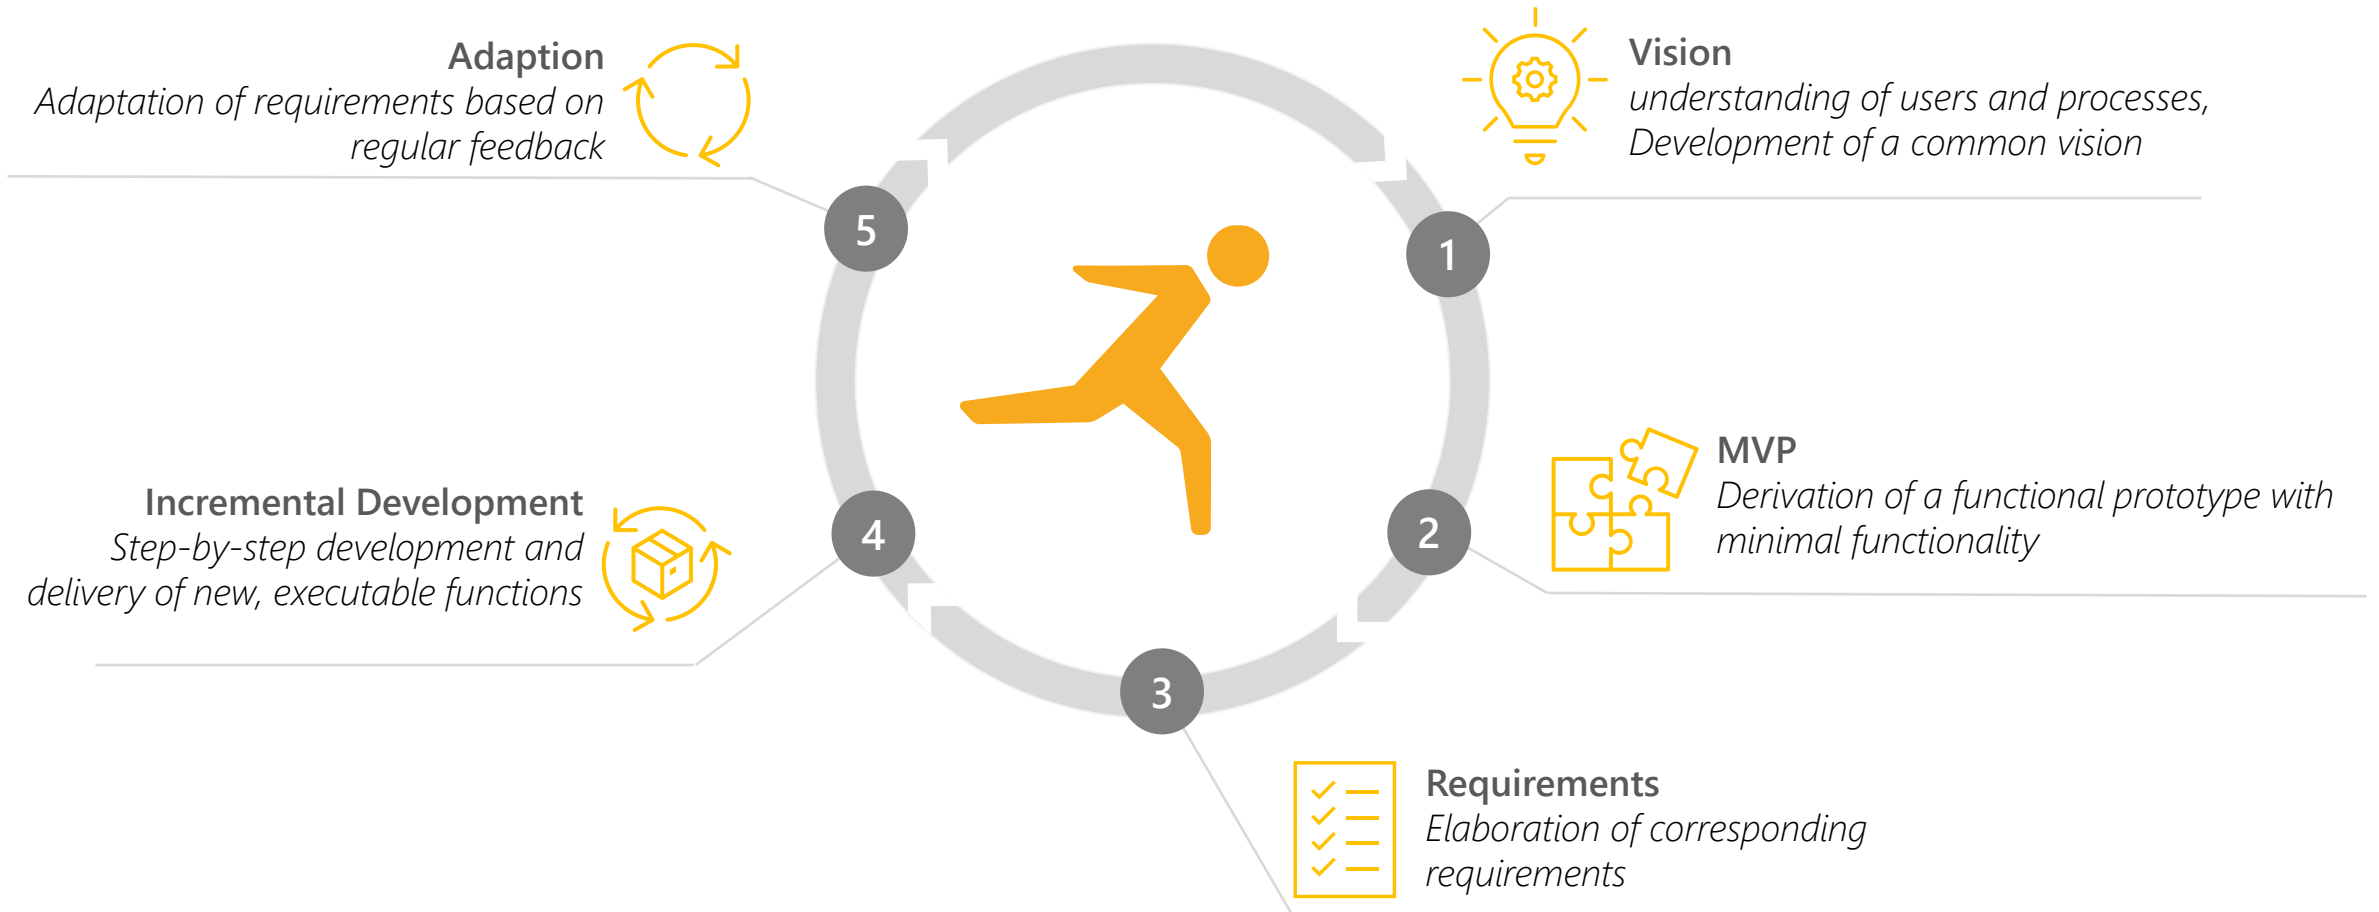 Adaption
Adaptation of requirements based on
regular feedback
5
Vision
understanding of users and processes,
Development of a common vision
1
MVP
Derivation of a functional prototype with
minimal functionality
2
Requirements
Elaboration of corresponding
requirements
3
Incremental Development
Step-by-step development and
delivery of new, executable functions
4